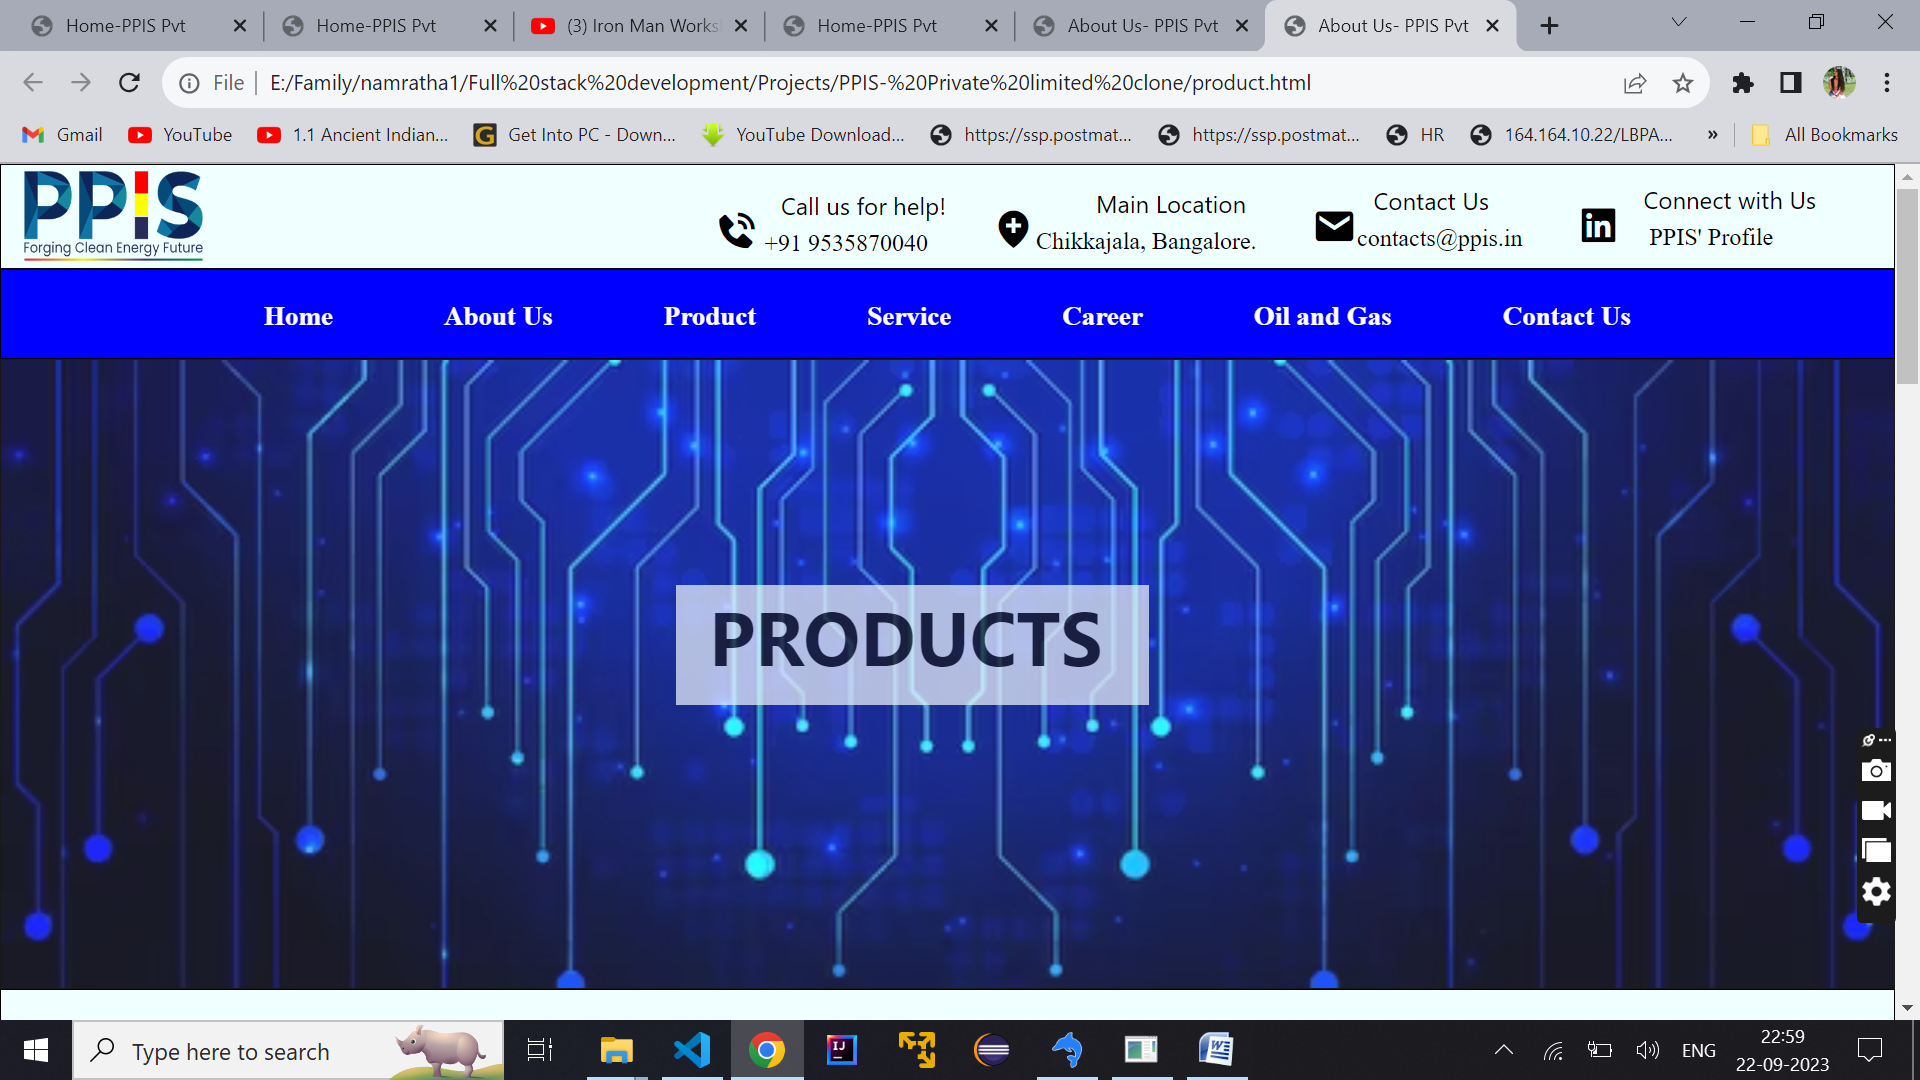 Home-PPIS Pvt
Home-PPIS Pvt
(3) Iron Man Works
Home-PPIS Pvt
About Us- PPIS Pvt
About Us- PPIS Pvt
File
E:/Family/namratha1/Full%20stack%20development/Projects/PPIS-%20Private%20limited%20clone/product.html
Gmail
YouTube
1.1 Ancient Indian...
Get Into PC - Down...
YouTube Download...
https://ssp.postmat...
https://ssp.postmat...
HR
164.164.10.22/LBPA...
»
All Bookmarks
PPIS
Forging Clean Energy Future
Call us for help!
+91 9535870040
Main Location
Chikkajala, Bangalore.
Contact Us
contacts@ppis.in
Connect with Us
PPIS' Profile
Home
About Us
Product
Service
Career
Oil and Gas
Contact Us
PRODUCTS
Type here to search
ENG
22:59
22-09-2023